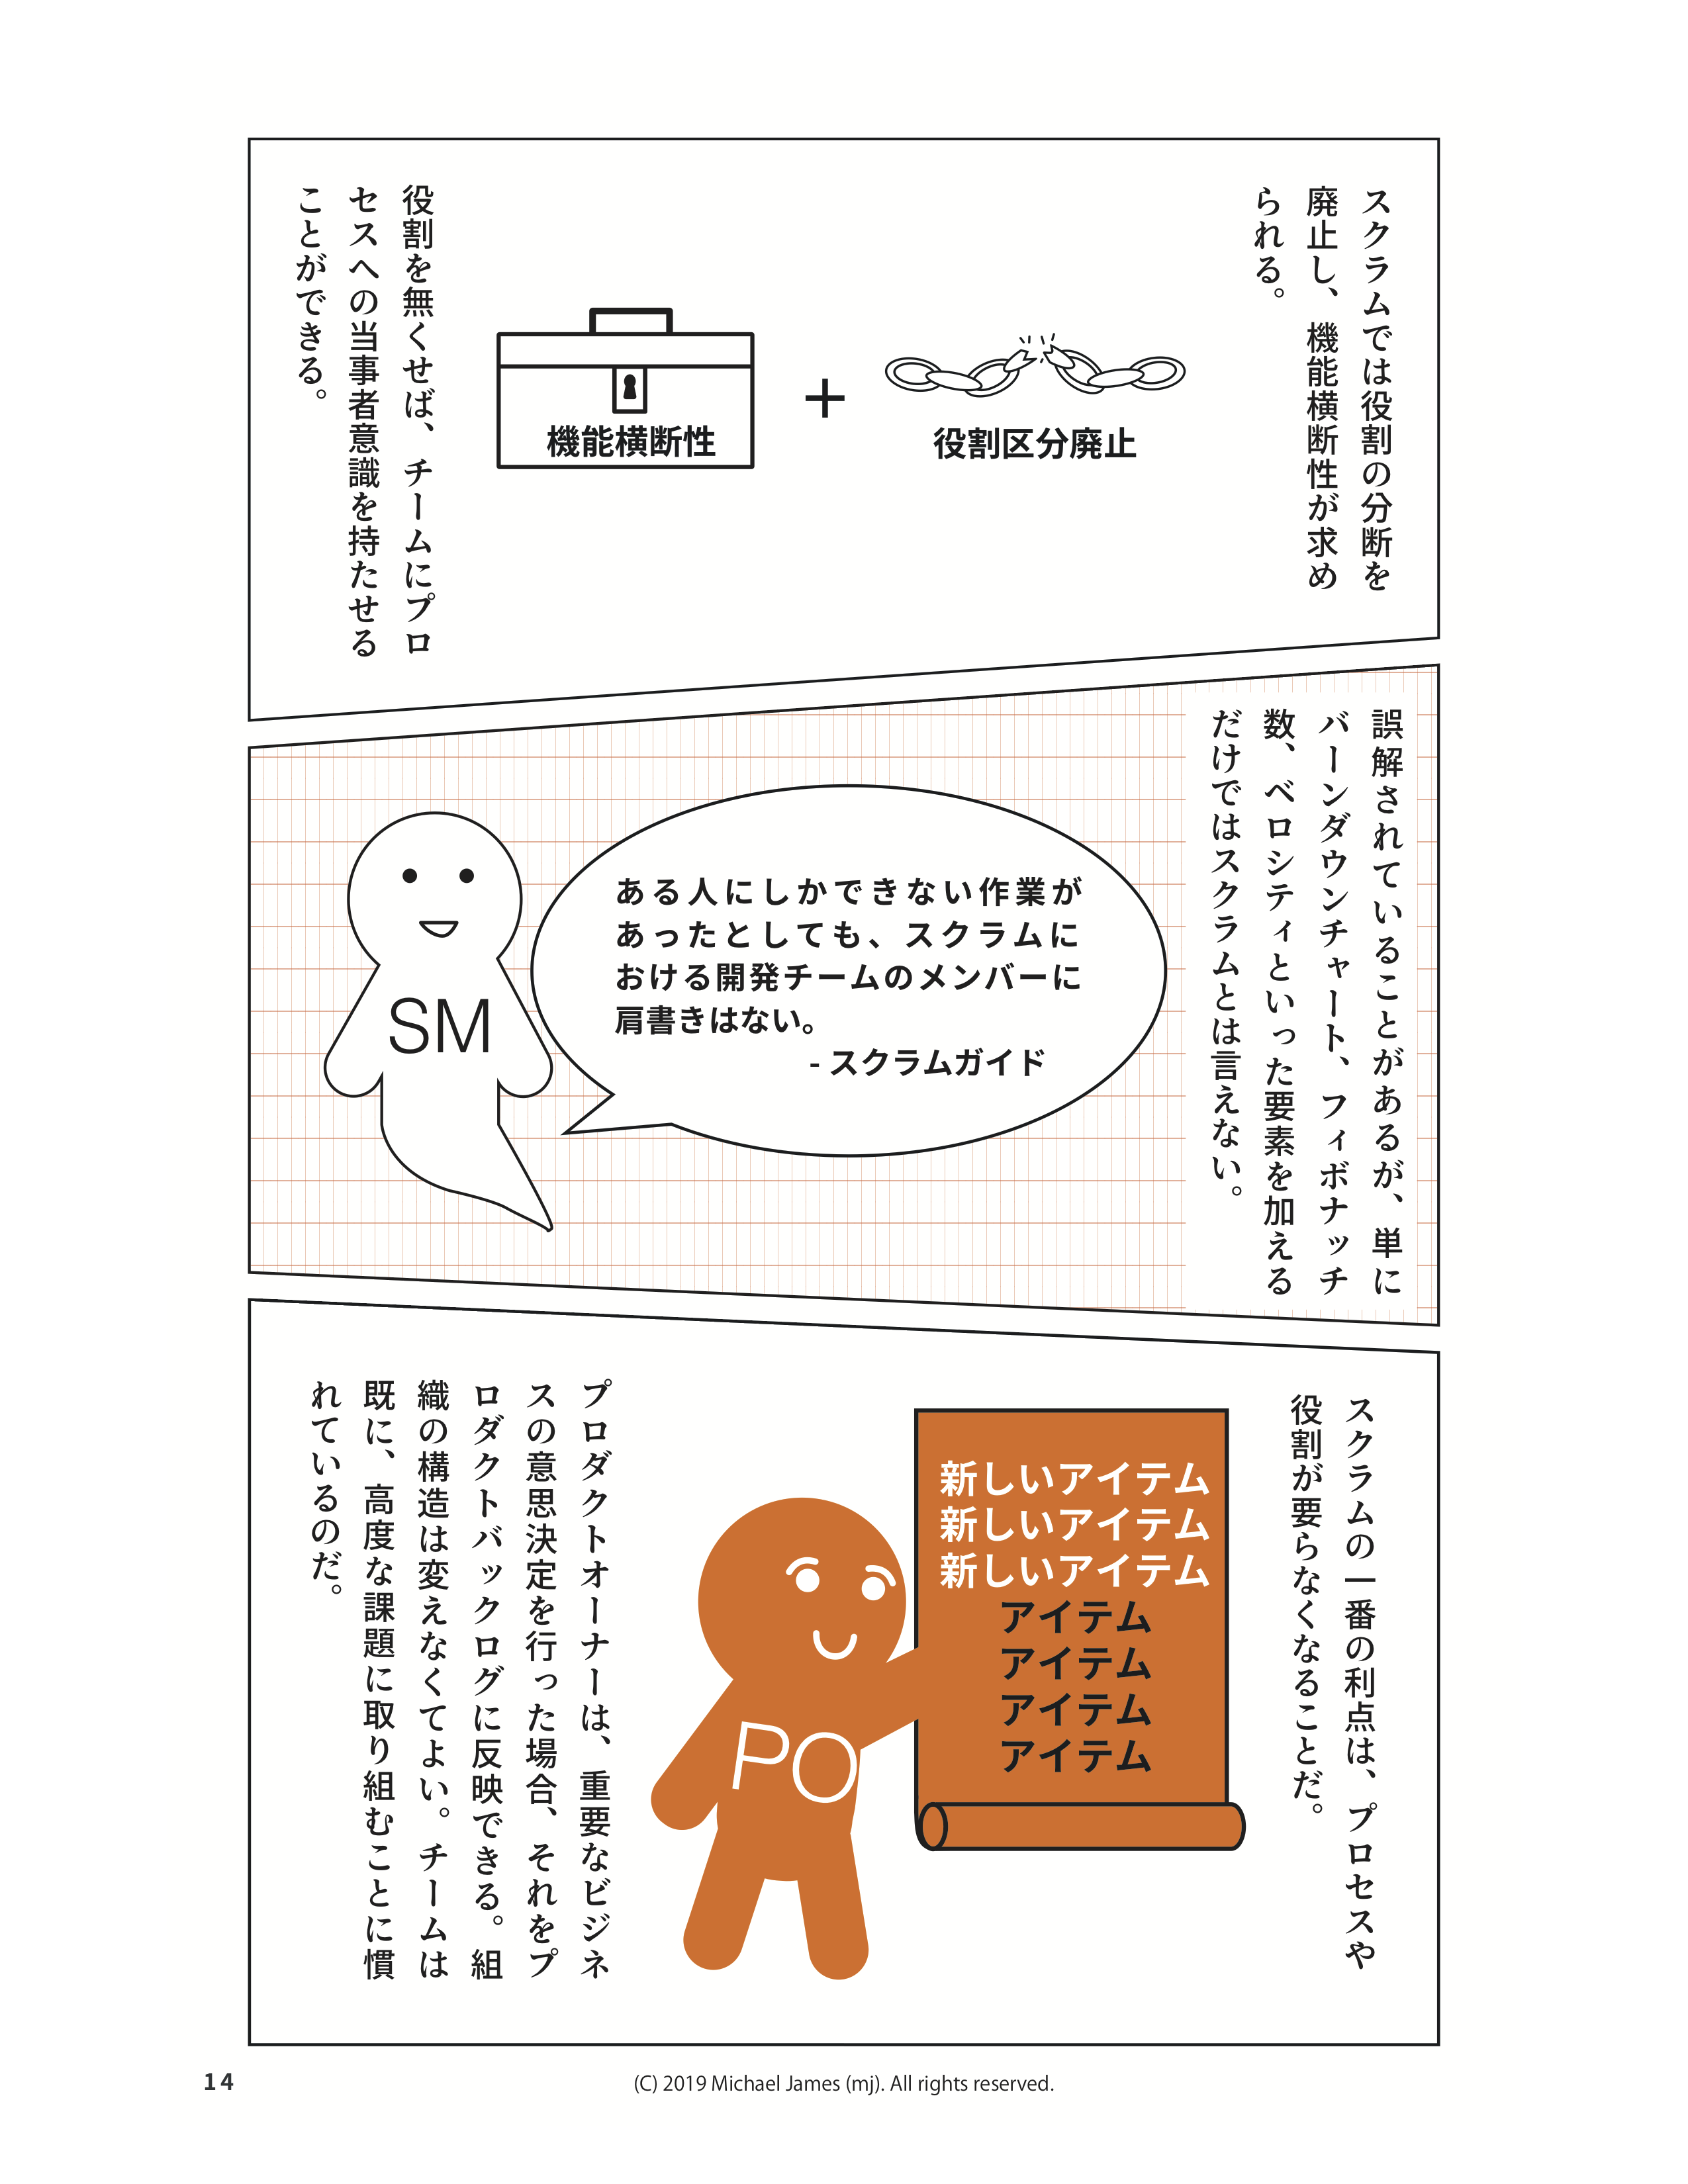 スクラムでは役割の分断を
廃止し、機能横断性が求め
られる。
役割区分廃止
+
機能横断性
役割を無くせば、チームにプロ
セスへの当事者意識を持たせる
ことができる。
誤解されていることがあるが、単に
バーンダウンチャート、フィボナッチ
数、ベロシティといった要素を加える
だけではスクラムとは言えない。
ある人にしかできない作業が
あったとしても、スクラムに
おける開発チームのメンバーに
肩書きはない。
- スクラムガイド
SM
スクラムの一番の利点は、プロセスや
役割が要らなくなることだ。
新しいアイテム
新しいアイテム
新しいアイテム
アイテム
アイテム
アイテム
アイテム
PO
プロダクトオーナーは、重要なビジネ
スの意思決定を行った場合、それをプ
ロダクトバックログに反映できる。組
織の構造は変えなくてよい。チームは
既に、高度な課題に取り組むことに慣
れているのだ。
14
(C) 2019 Michael James (mj). All rights reserved.